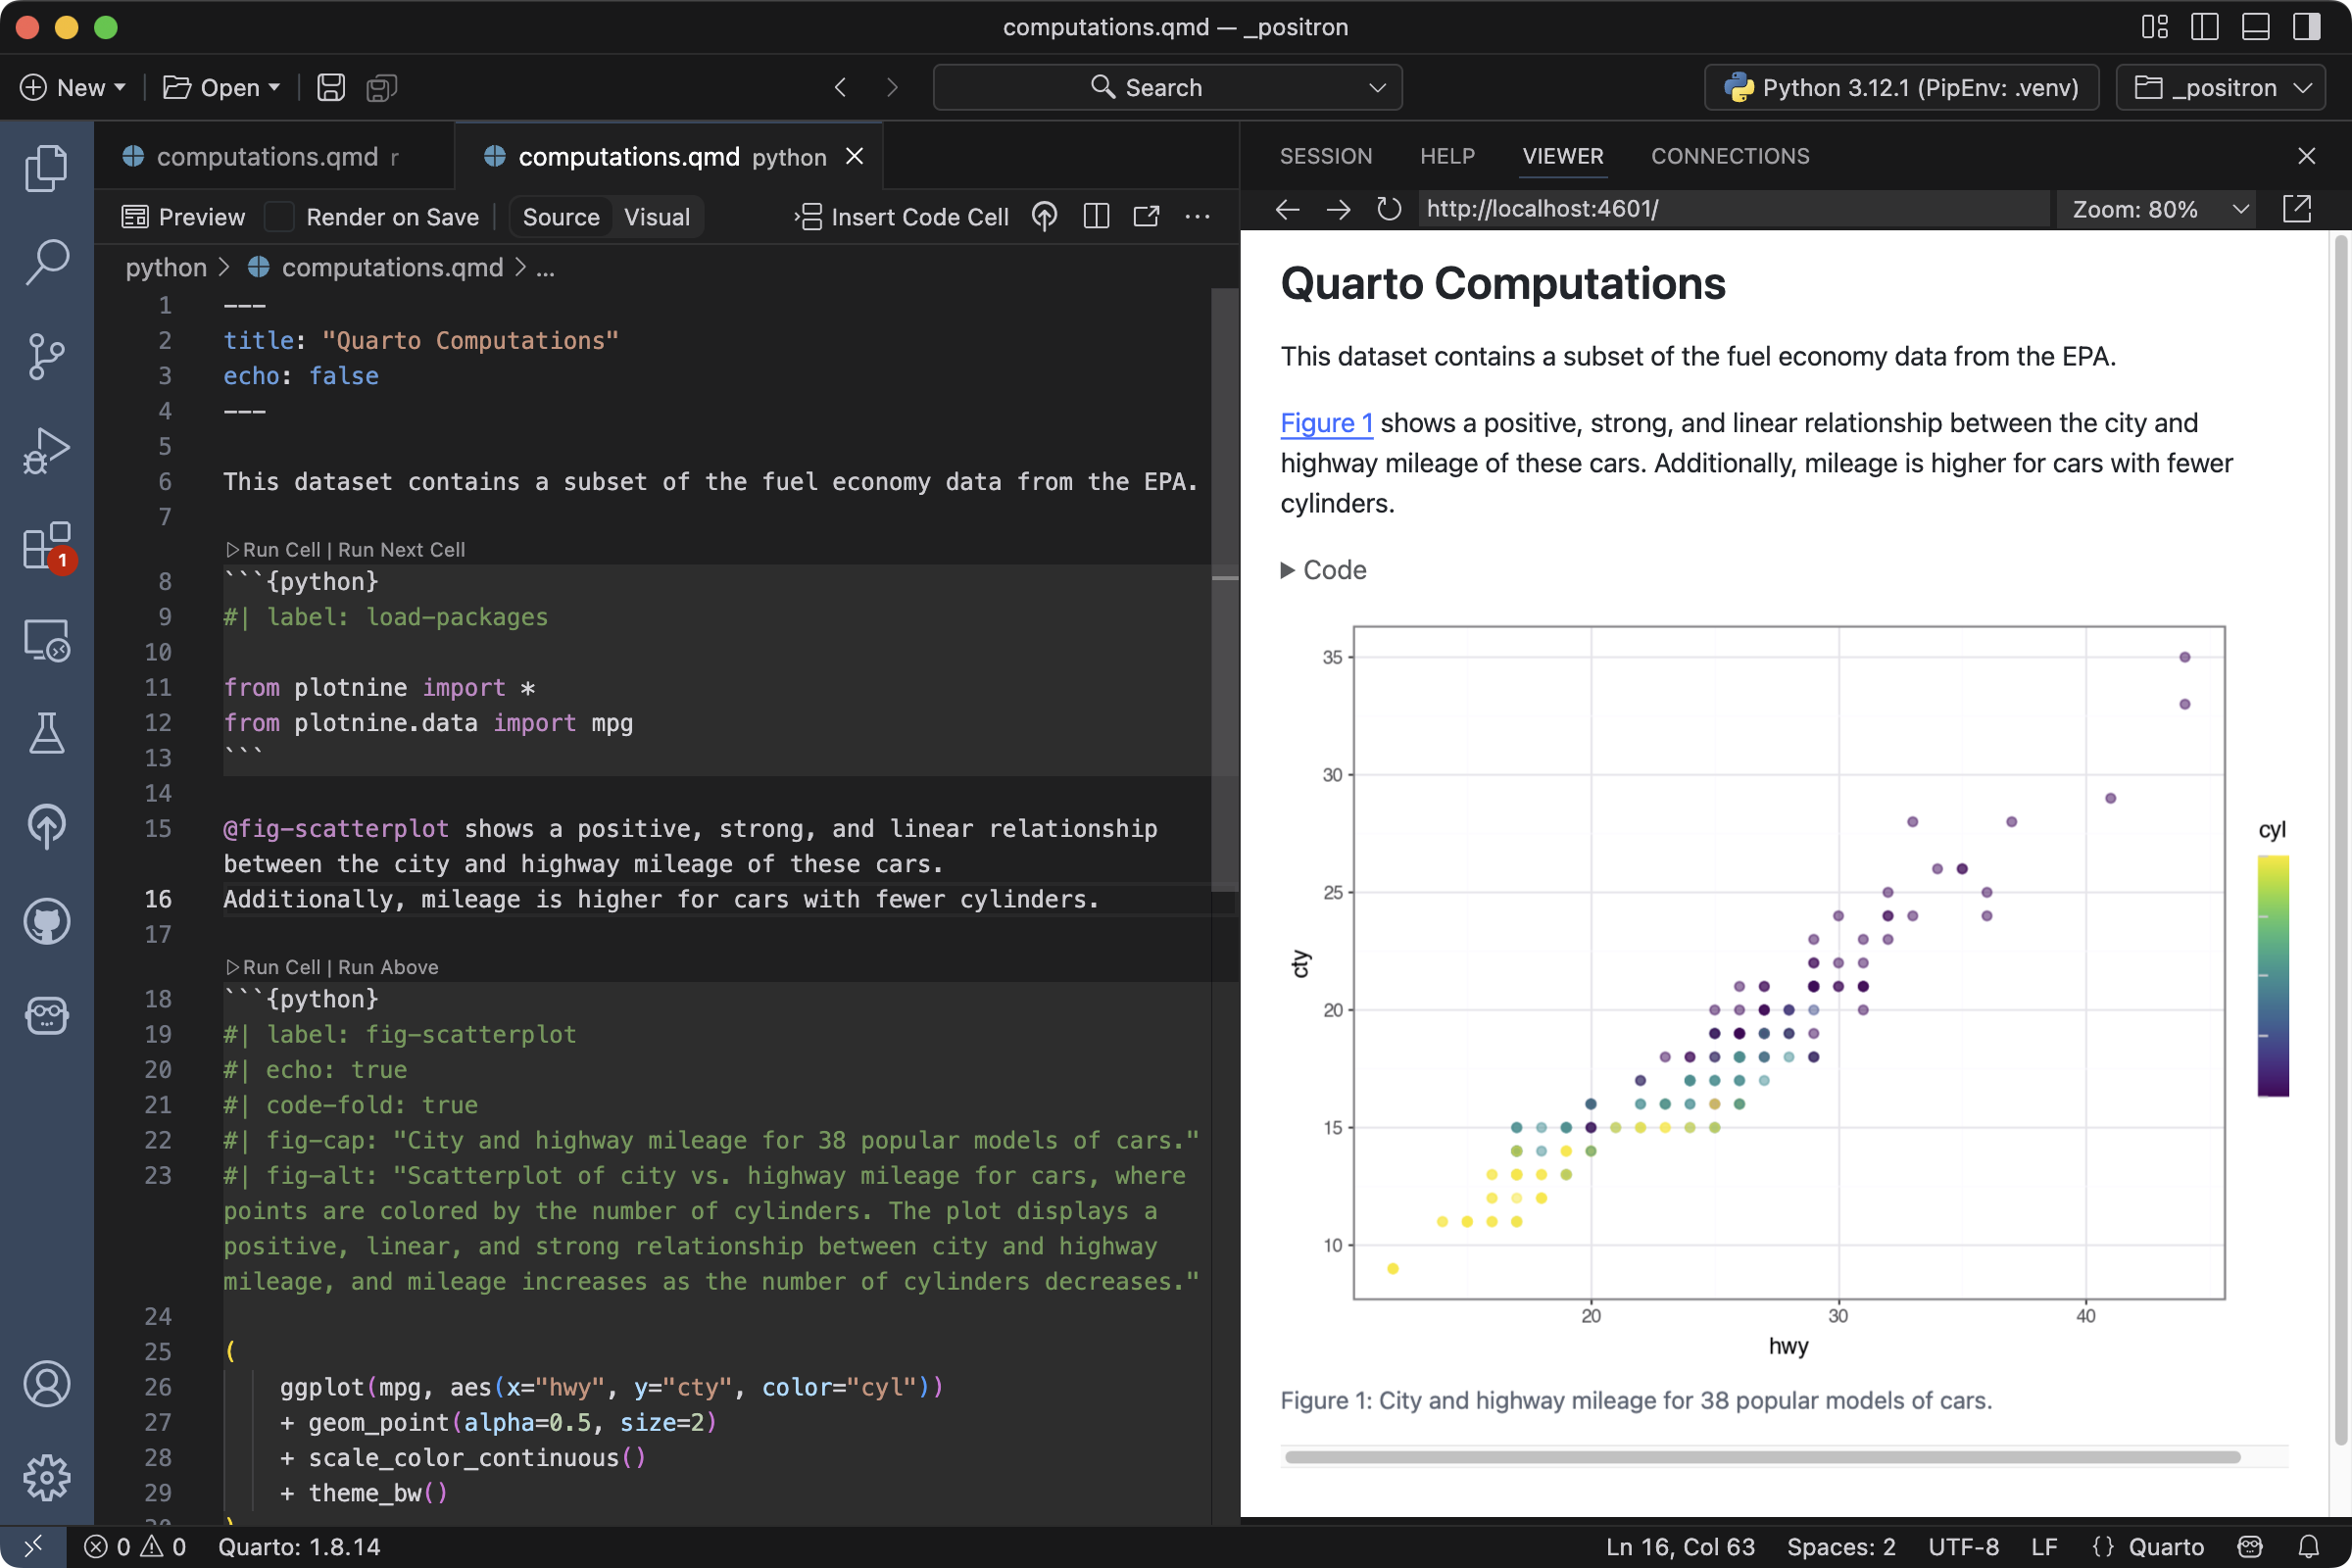 computations.qmd — _positron
New
Open
Search
Python 3.12.1 (PipEnv: .venv)
_positron
computations.qmd r
computations.qmd python
Preview
Render on Save
Source
Visual
Insert Code Cell
python > computations.qmd > ...
1 ---
2 title: "Quarto Computations"
3 echo: false
4 ---
5
6 This dataset contains a subset of the fuel economy data from the EPA.
7
Run Cell | Run Next Cell
8 ```{python}
9 #| label: load-packages
10
11 from plotnine import *
12 from plotnine.data import mpg
13 ```
14
15 @fig-scatterplot shows a positive, strong, and linear relationship
between the city and highway mileage of these cars.
16 Additionally, mileage is higher for cars with fewer cylinders.
17
Run Cell | Run Above
18 ```{python}
19 #| label: fig-scatterplot
20 #| echo: true
21 #| code-fold: true
22 #| fig-cap: "City and highway mileage for 38 popular models of cars."
23 #| fig-alt: "Scatterplot of city vs. highway mileage for cars, where
points are colored by the number of cylinders. The plot displays a
positive, linear, and strong relationship between city and highway
mileage, and mileage increases as the number of cylinders decreases."
24
25 (
26 ggplot(mpg, aes(x="hwy", y="cty", color="cyl"))
27 + geom_point(alpha=0.5, size=2)
28 + scale_color_continuous()
29 + theme_bw()
1
SESSION
HELP
VIEWER
CONNECTIONS
http://localhost:4601/
Zoom: 80%
Quarto Computations
This dataset contains a subset of the fuel economy data from the EPA.
Figure 1 shows a positive, strong, and linear relationship between the city and
highway mileage of these cars. Additionally, mileage is higher for cars with fewer
cylinders.
Code
35
30
25
20
15
10
cty
20
30
40
hwy
cyl
Figure 1: City and highway mileage for 38 popular models of cars.
0
0
Quarto: 1.8.14
Ln 16, Col 63
Spaces: 2
UTF-8
LF
{} Quarto